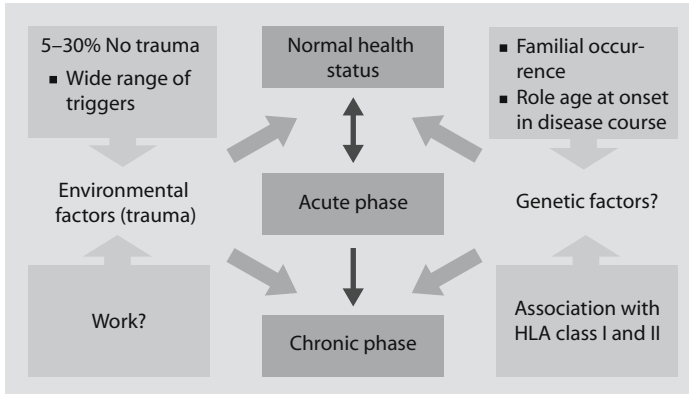 5–30% No trauma
▪ Wide range of
triggers
Normal health
status
▪ Familial occur-
rence
▪ Role age at onset
in disease course
Environmental
factors (trauma)
Acute phase
Genetic factors?
Work?
Chronic phase
Association with
HLA class I and II